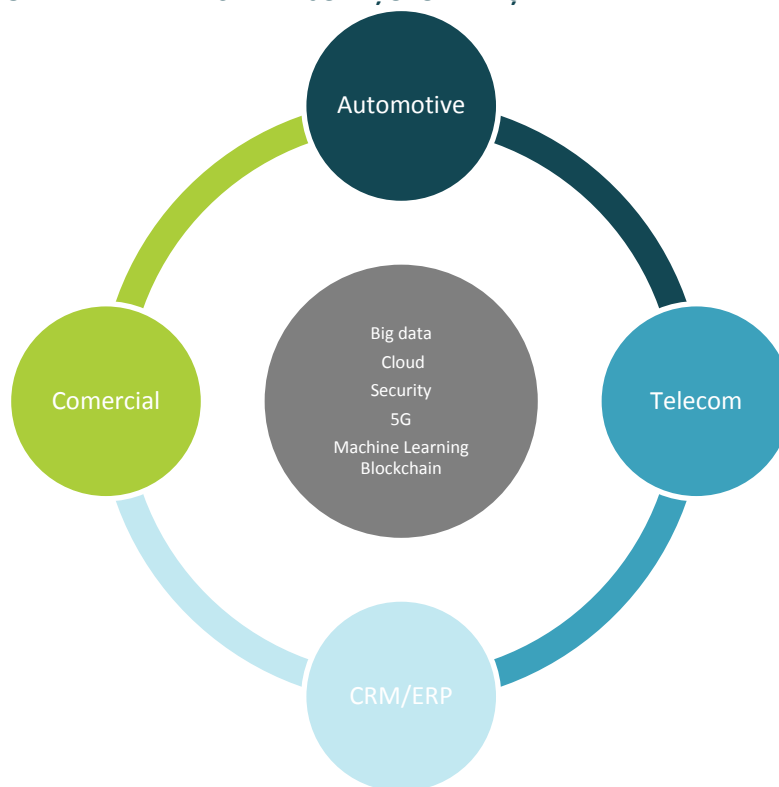 Automotive
Big data
Cloud
Comercial
Security
Telecom
5G
Machine Learning
Blockchain
CRM/ERP